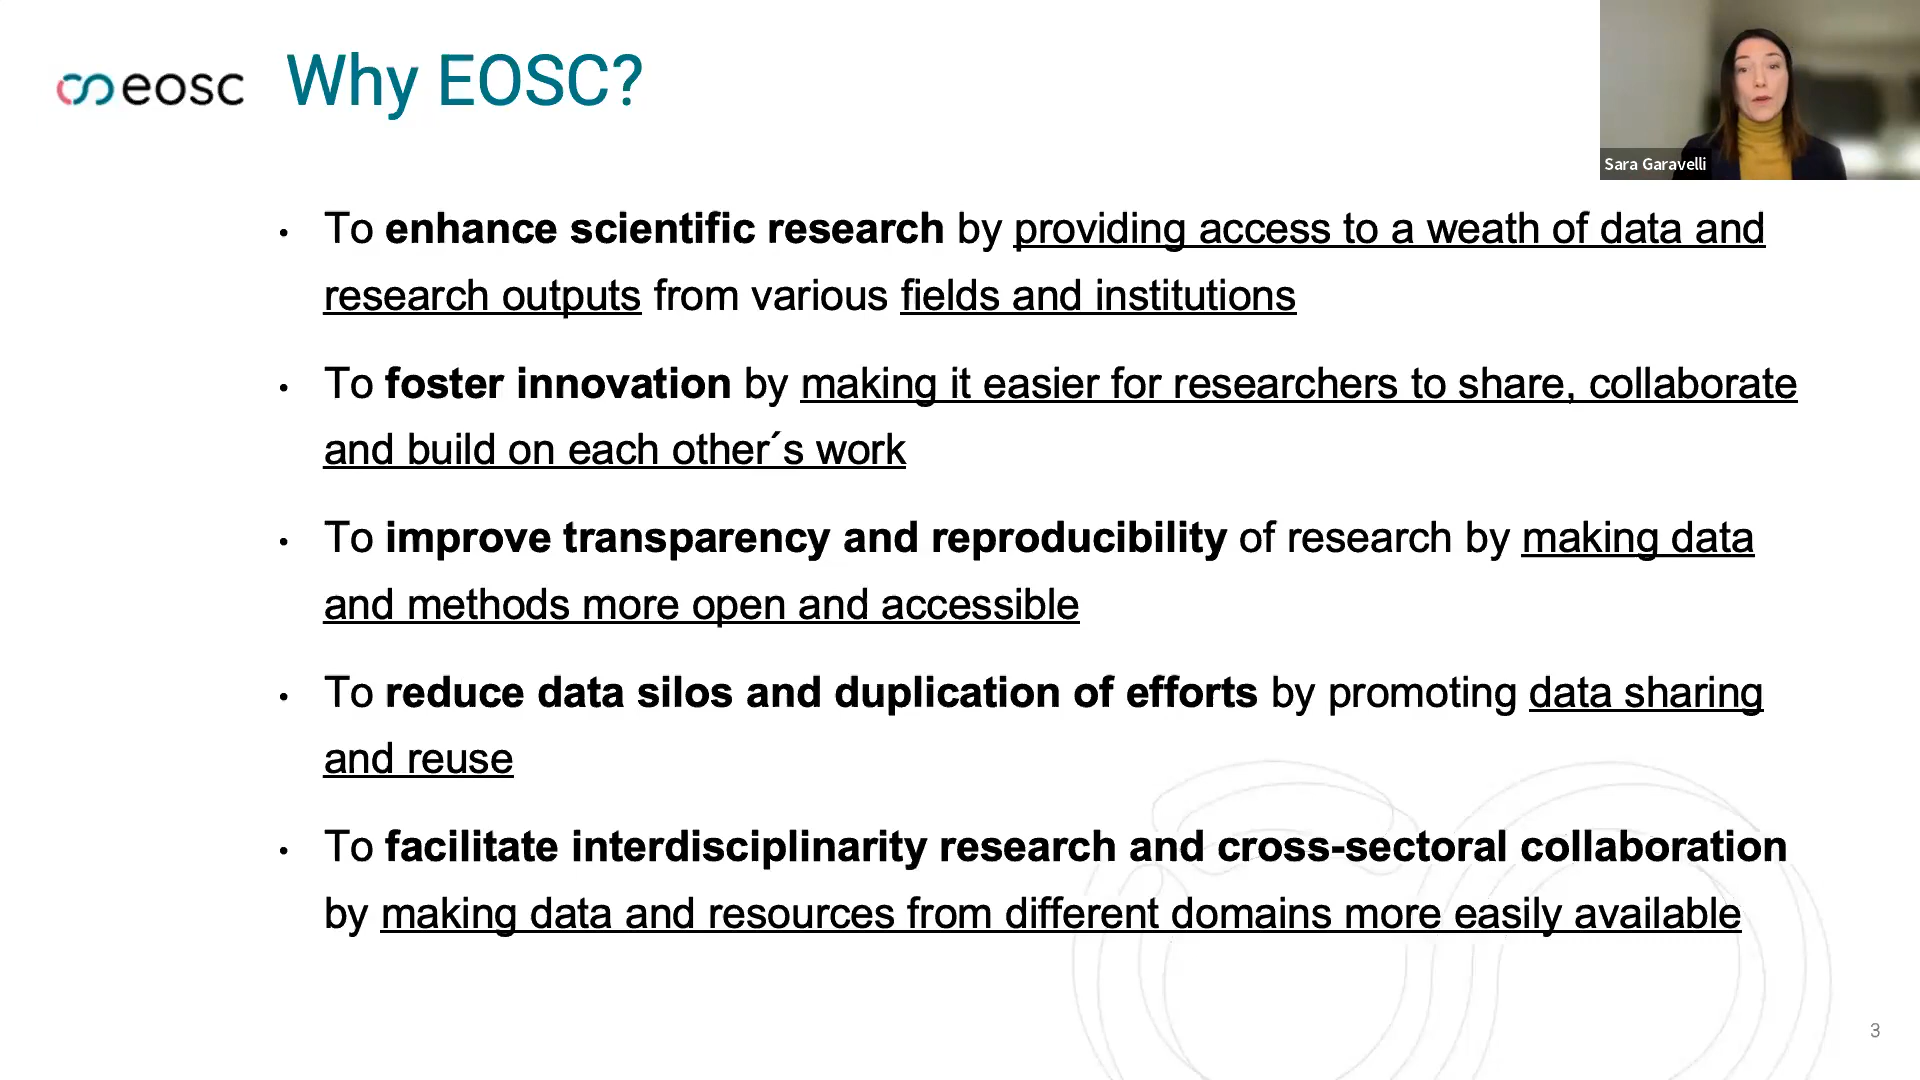 eosc Why EOSC?
Sara Garavelli
• To enhance scientific research by providing access to a weath of data and
research outputs from various fields and institutions
• To foster innovation by making it easier for researchers to share, collaborate
and build on each other´s work
• To improve transparency and reproducibility of research by making data
and methods more open and accessible
• To reduce data silos and duplication of efforts by promoting data sharing
and reuse
• To facilitate interdisciplinarity research and cross-sectoral collaboration
by making data and resources from different domains more easily available
3